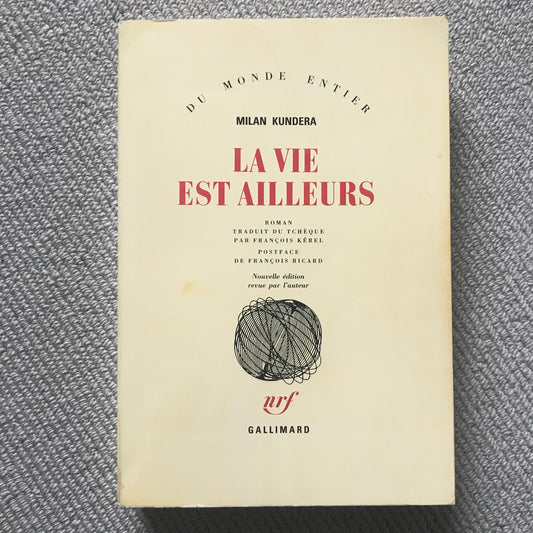 DU MONDE ENTIER
MILAN KUNDERA
LA VIE
EST AILLEURS
ROMAN
TRADUIT DU TCHÈQUE
PAR FRANÇOIS KÉREL
POSTFACE
DE FRANÇOIS RICARD
Nouvelle édition
revue par l'auteur
nrf
GALLIMARD